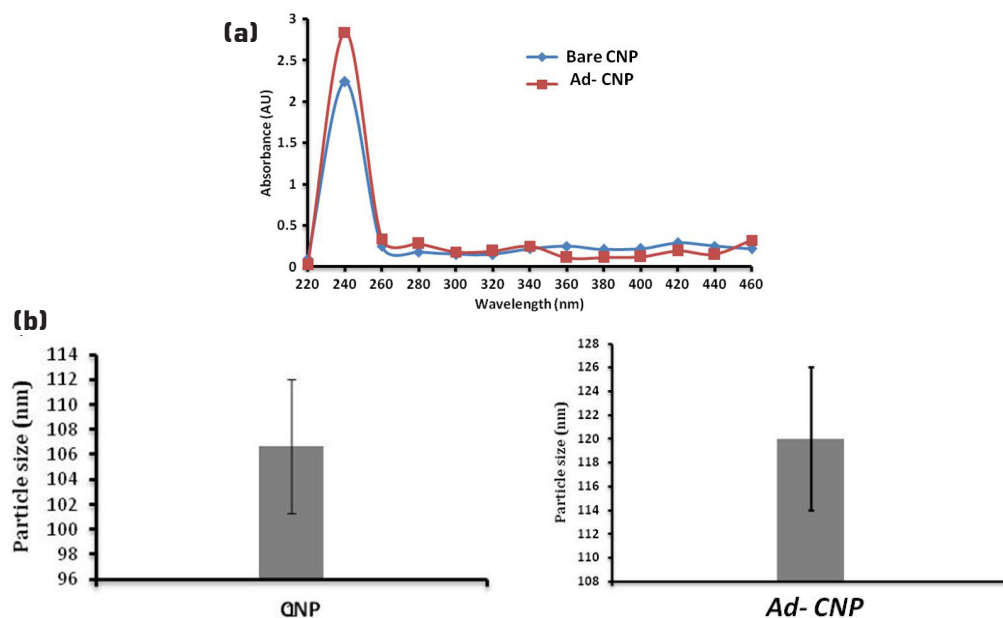 (a)
3
2.5
2
1.5
1
0.5
0
Absorbance (AU)
Bare CNP
Ad- CNP
220 240 260 280 300 320 340 360 380 400 420 440 460
Wavelength (nm)
(b)
114
112
110
108
106
104
102
100
98
96
Particle size (nm)
128
126
124
122
120
118
116
114
112
110
108
Particle size (nm)
Ad- CNP